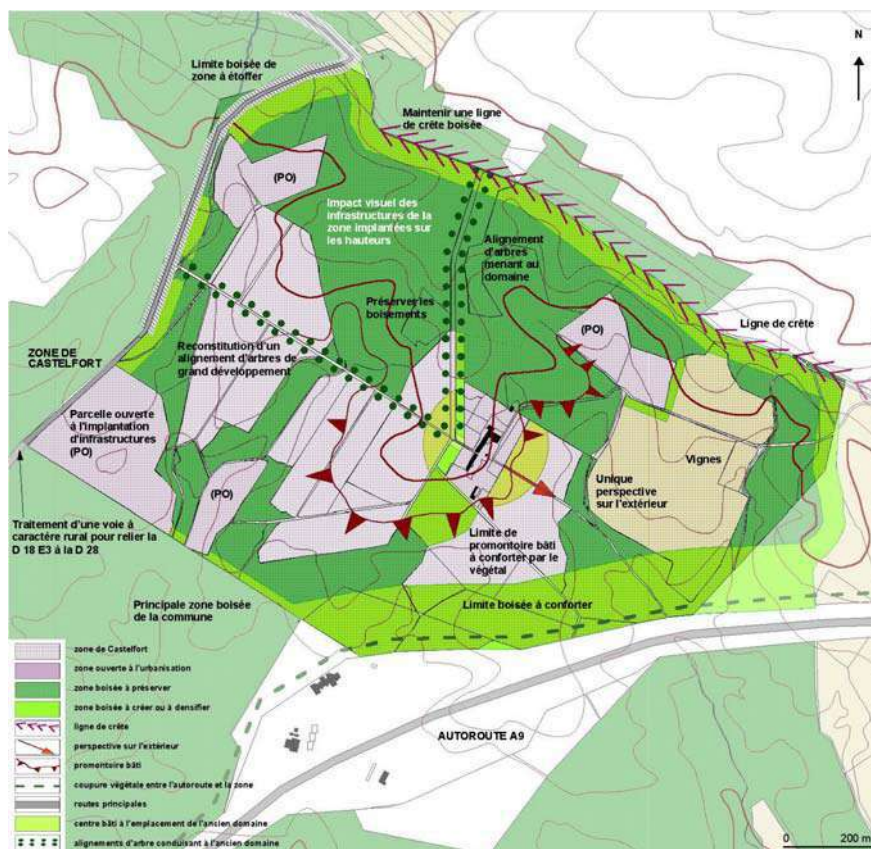 Limite boisée de
zone à étoffer
N
Maintenir une ligne
de crête boisée
(PO)
Impact visuel des
infrastructures de la
zone implantées sur
les hauteurs
Alignement
d'arbres
menant au
domaine
Préserver les
boisements
(PO)
Ligne de crête
Reconstitution d'un
alignement d'arbres de
grand développement
ZONE DE
CASTELFORT
Parcelle ouverte
à l'implantation
d'infrastructures
(PO)
(PO)
Vignes
Unique
perspective
sur l'extérieur
Traitement d'une voie à
caractère rural pour relier la
D 18 E3 à la D 28
Limite de
promontoire bâti
à conforter par le
végétal
Principale zone boisée
de la commune
Limite boisée à conforter
zone de Castelfort
zone ouverte à l'urbanisation
zone boisée à préserver
zone boisée à créer ou à densifier
ligne de crête
perspective sur l'extérieur
promontoire bâti
coupure végétale entre l'autoroute et la zone
routes principales
centre bâti à l'emplacement de l'ancien domaine
alignements d'arbre conduisant à l'ancien domaine
AUTOROUTE A9
0 200 m